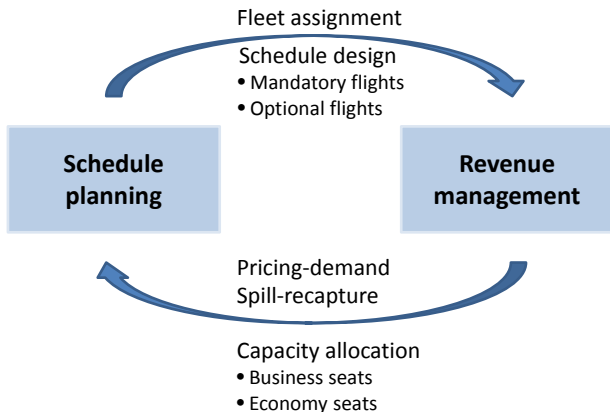 Fleet assignment
Schedule design
• Mandatory flights
• Optional flights
Schedule
planning
Revenue
management
Pricing-demand
Spill-recapture
Capacity allocation
• Business seats
• Economy seats